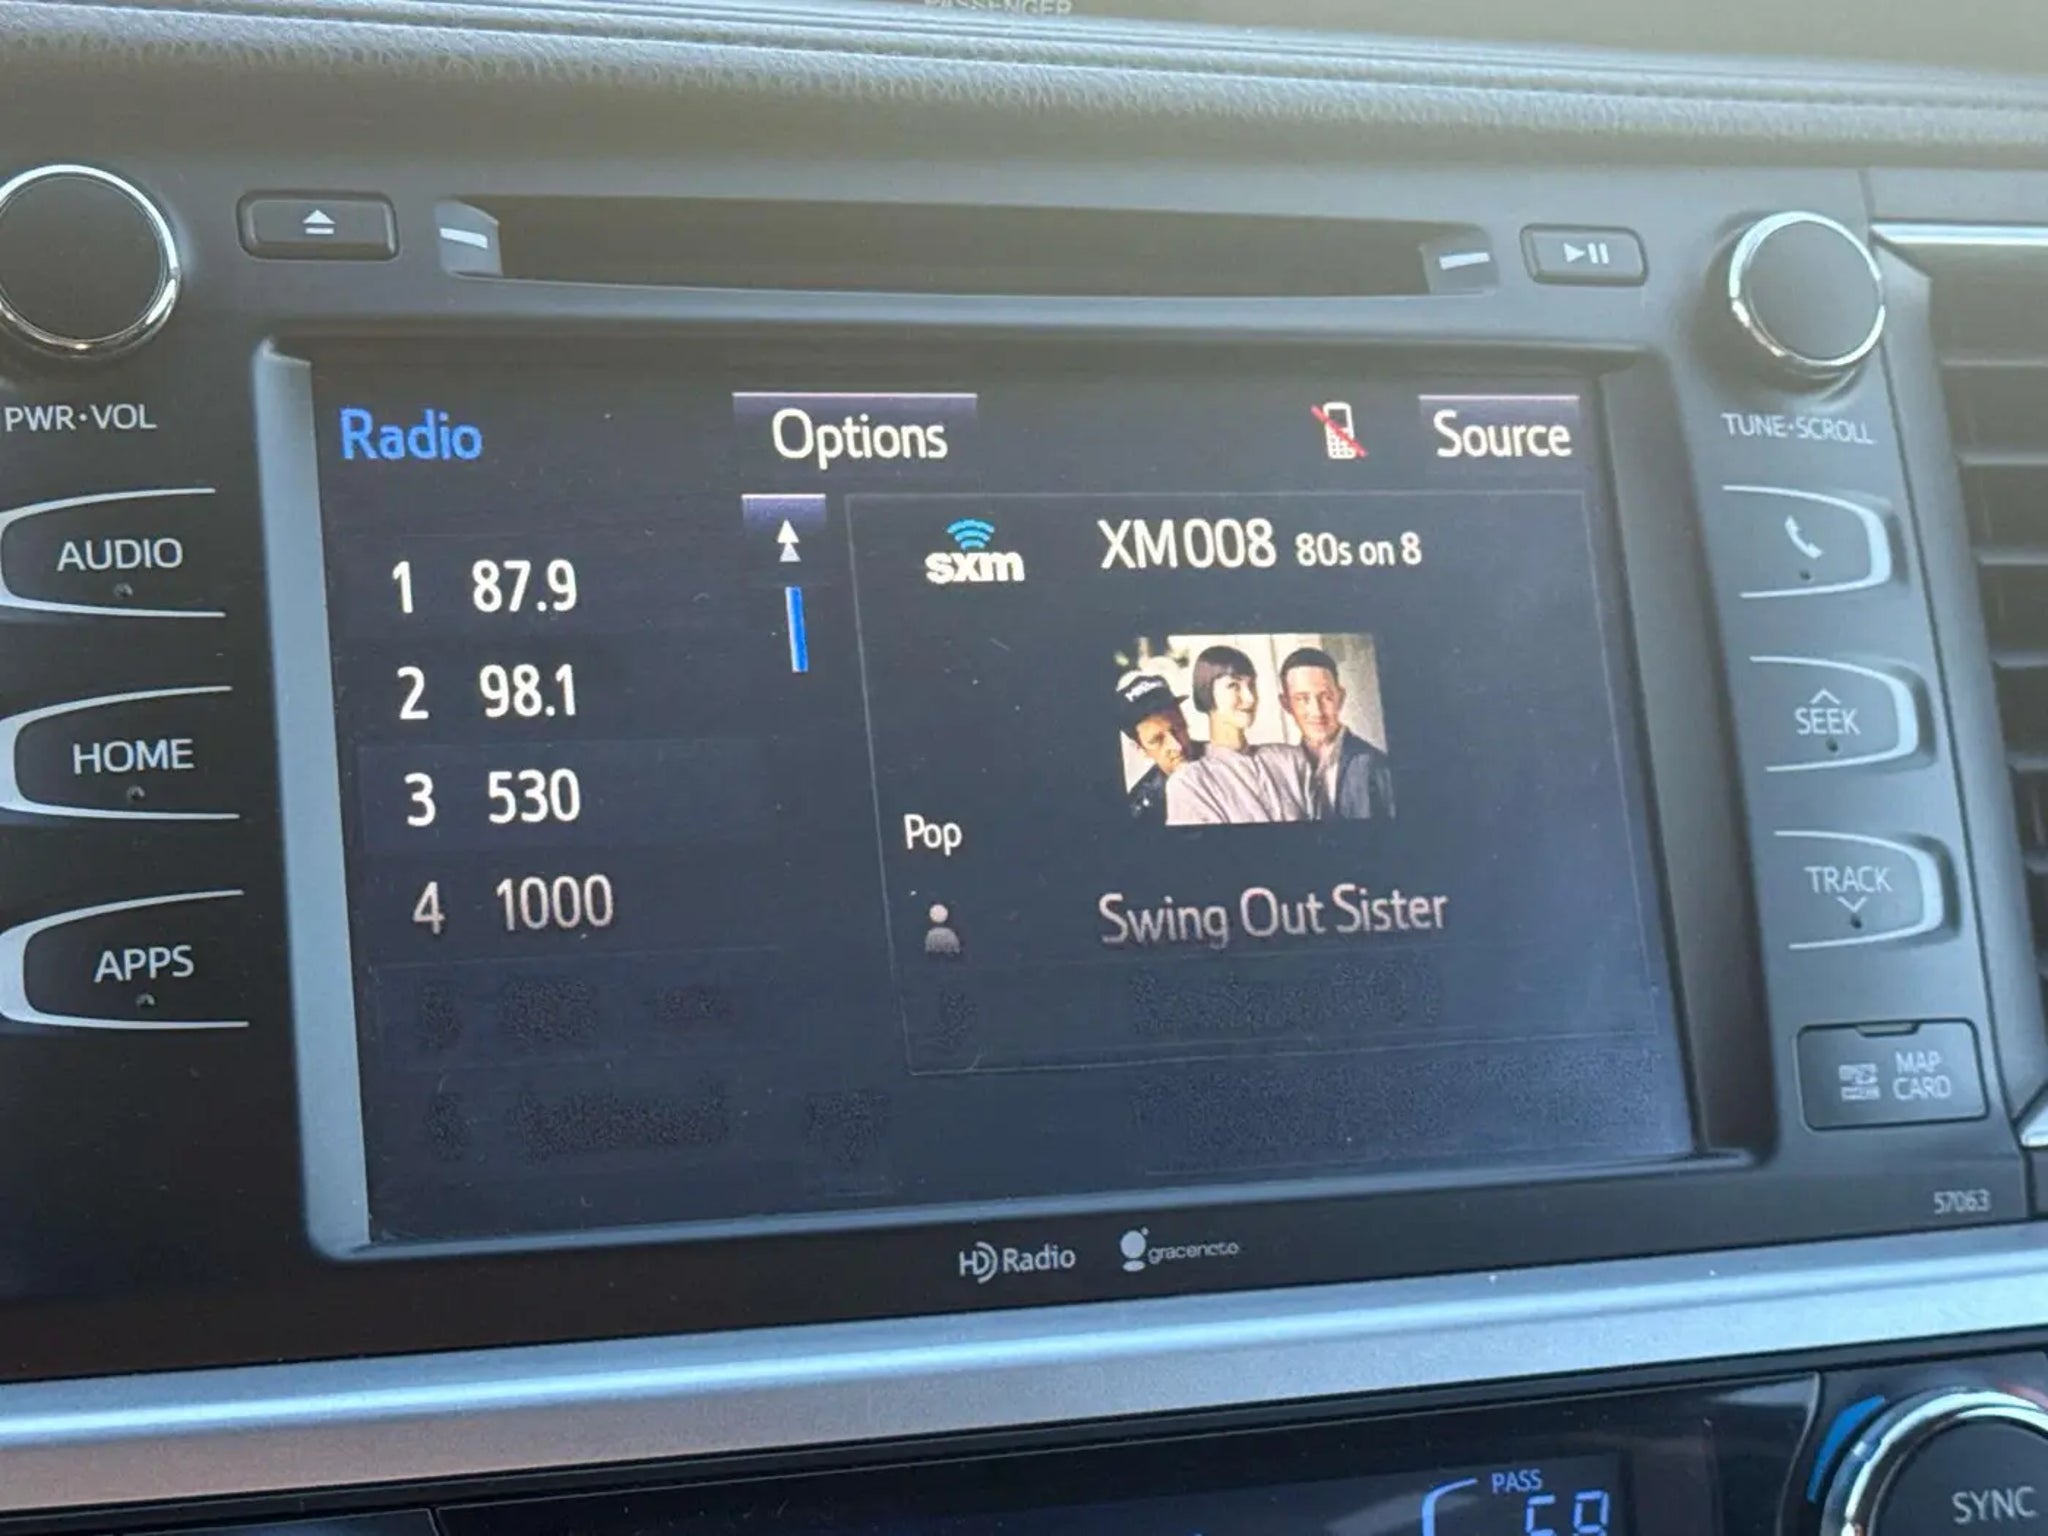 PASSENGER
PWR·VOL
TUNE·SCROLL
Radio
Options
Source
AUDIO
HOME
APPS
1 87.9
2 98.1
3 530
4 1000
sxm
XM008 80s on 8
Pop
Swing Out Sister
SEEK
TRACK
MAP
CARD
57063
HD Radio
gracenote
PASS
SYNC